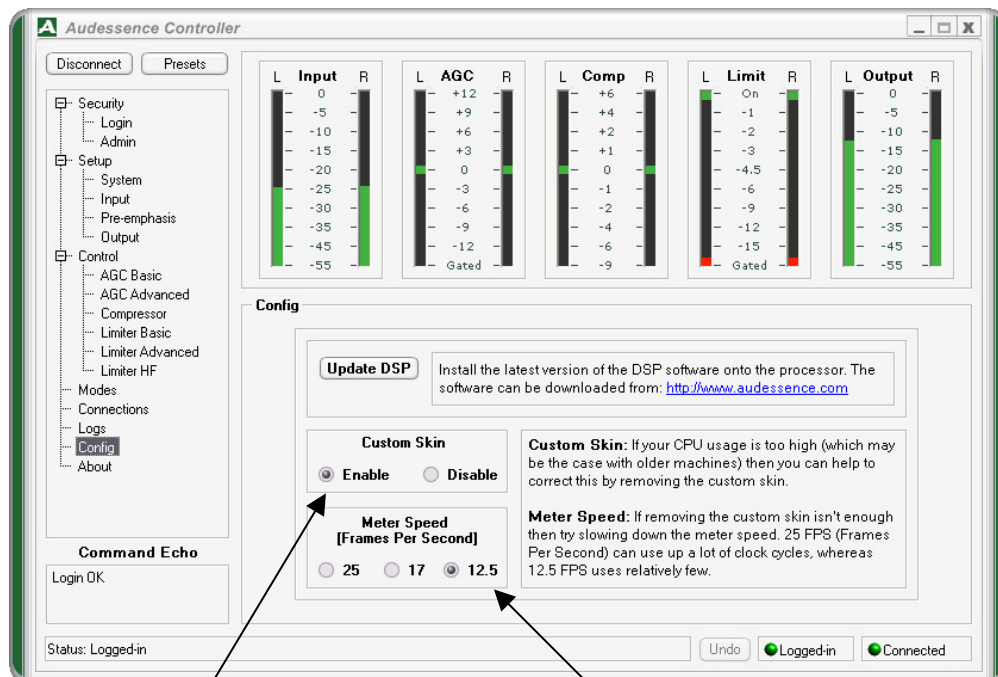 Audessence Controller
Disconnect Presets
Security
Login
Admin
Setup
System
Input
Pre-emphasis
Output
Control
AGC Basic
AGC Advanced
Compressor
Limiter Basic
Limiter Advanced
Limiter HF
Modes
Connections
Logs
Config
About
Command Echo
Login OK
L Input R
0
-5
-10
-15
-20
-25
-30
-35
-45
-55
L AGC R
+12
+9
+6
+3
0
-3
-6
-9
-12
Gated
L Comp R
+6
+4
+2
+1
0
-1
-2
-4
-6
-9
L Limit R
On
-1
-2
-3
-4.5
-6
-9
-12
-15
Gated
L Output R
0
-5
-10
-15
-20
-25
-30
-35
-45
-55
Config
Update DSP
Install the latest version of the DSP software onto the processor. The
software can be downloaded from: http://www.audessence.com
Custom Skin
Enable Disable
Meter Speed
[Frames Per Second]
25 17 12.5
Custom Skin: If your CPU usage is too high (which may
be the case with older machines) then you can help to
correct this by removing the custom skin.
Meter Speed: If removing the custom skin isn't enough
then try slowing down the meter speed. 25 FPS (Frames
Per Second) can use up a lot of clock cycles, whereas
12.5 FPS uses relatively few.
Status: Logged-in
Undo Logged-in Connected